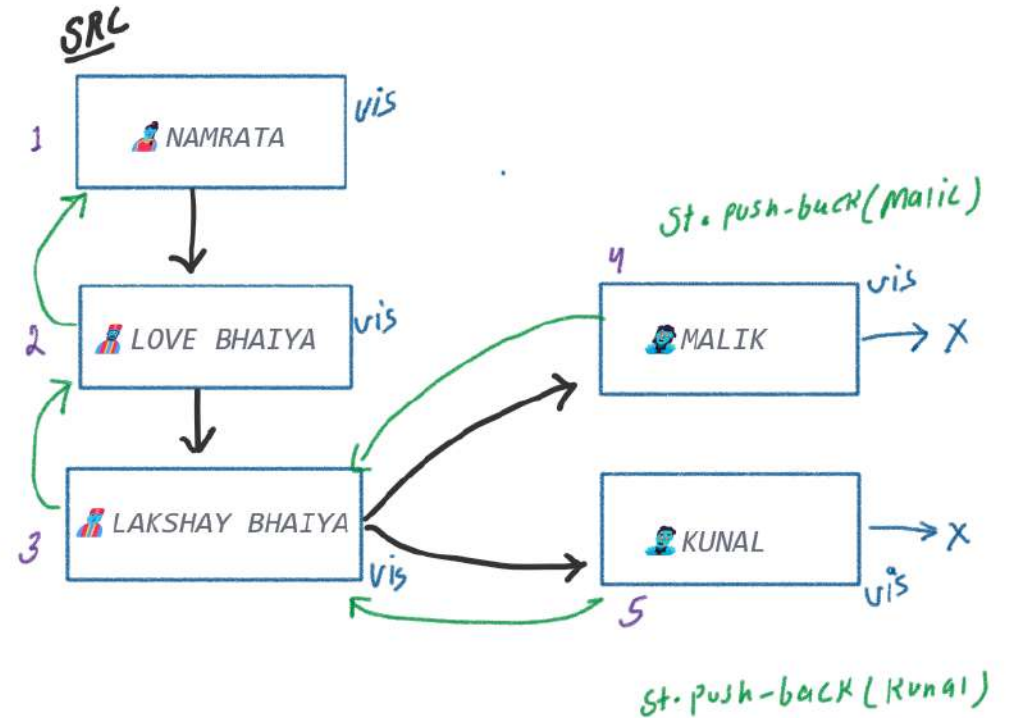 SRC
1
NAMRATA
vis
2
LOVE BHAIYA
vis
3
LAKSHAY BHAIYA
vis
st. push-back(Malic)
4
MALIK
vis
X
KUNAL
X
vis
5
st. push-back(Kunal)